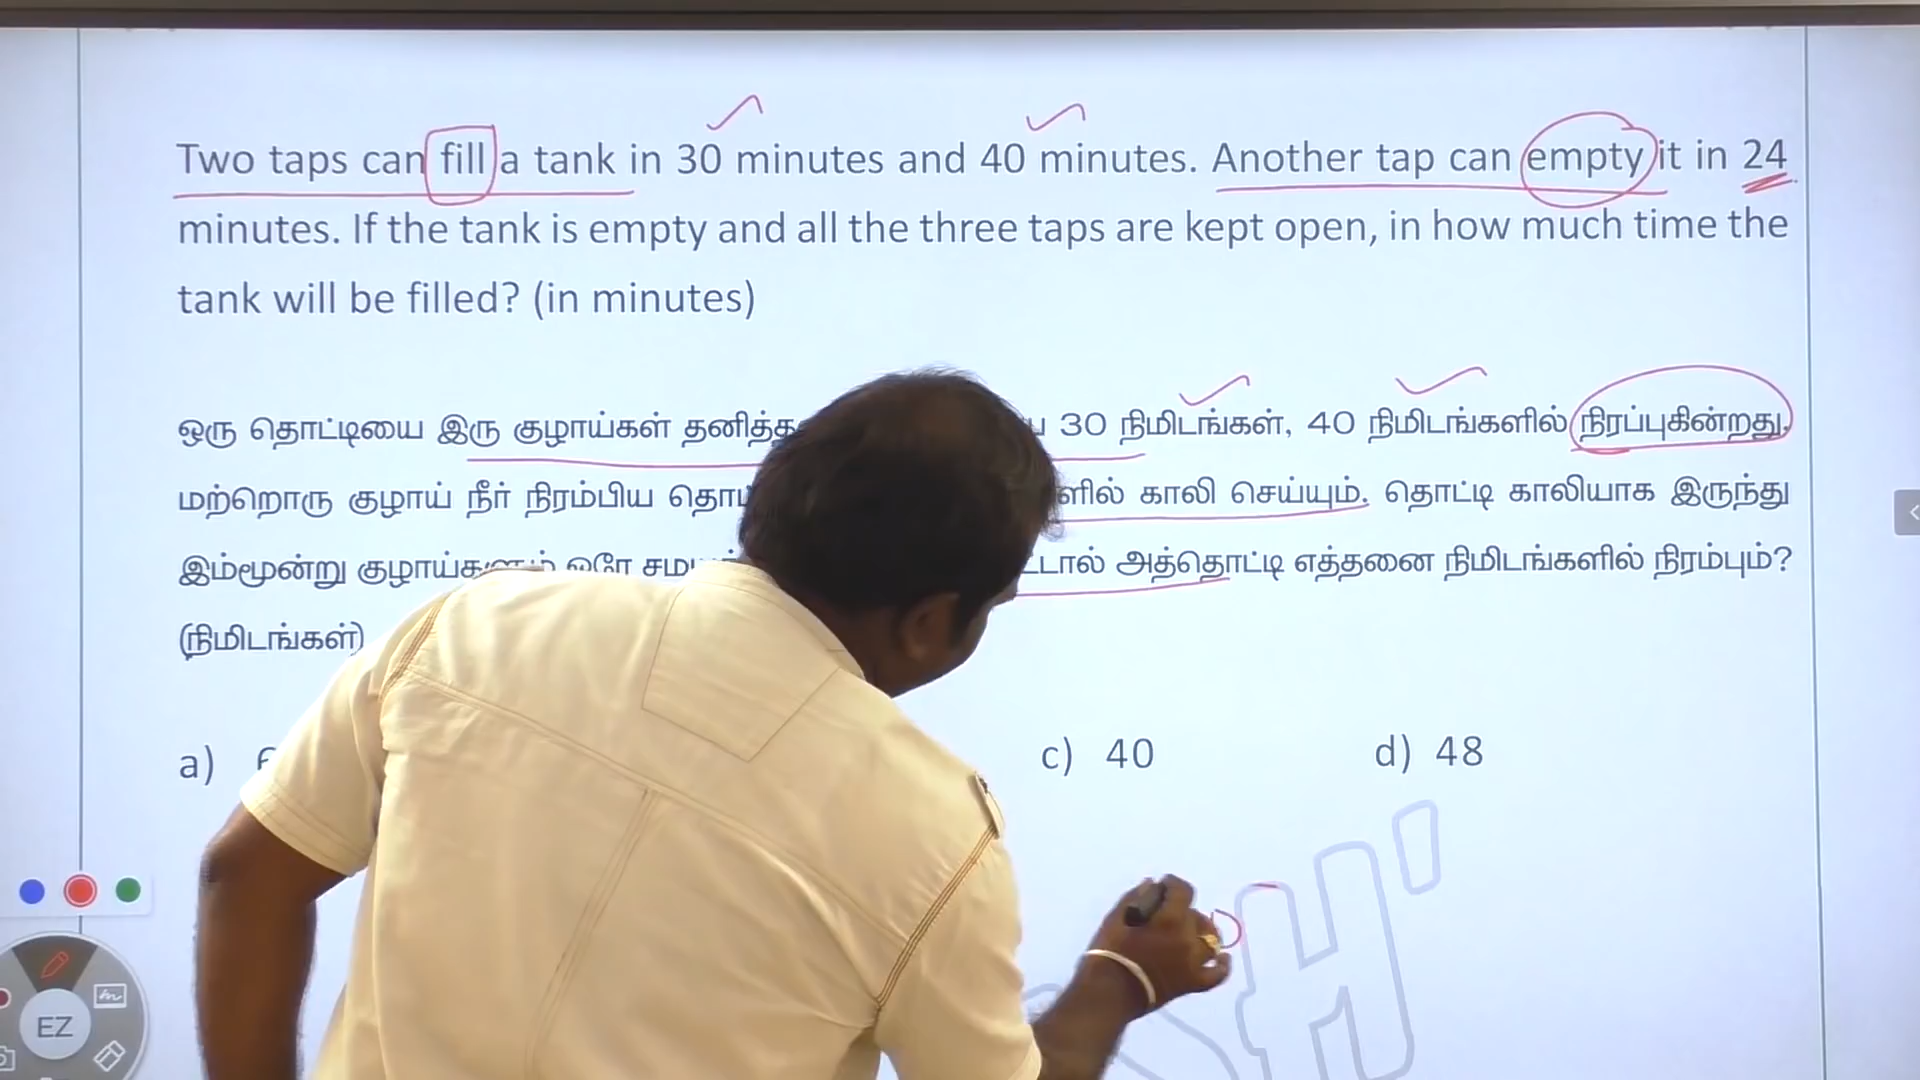 Two taps can fill a tank in 30 minutes and 40 minutes. Another tap can empty it in 24
minutes. If the tank is empty and all the three taps are kept open, in how much time the
tank will be filled? (in minutes)
ஒரு தொட்டியை இரு குழாய்கள் 30 நிமிடங்கள், 40 நிமிடங்களில் நிரப்புகின்றது.
மற்றொரு குழாய் நீர் நிரம்பிய காலி செய்யும். தொட்டி காலியாக இருந்து
இம்மூன்று ஒரே அத்தொட்டி எத்தனை நிமிடங்களில் நிரம்பும்?
(நிமிடங்கள்)
a) c) 40 d) 48
EZ